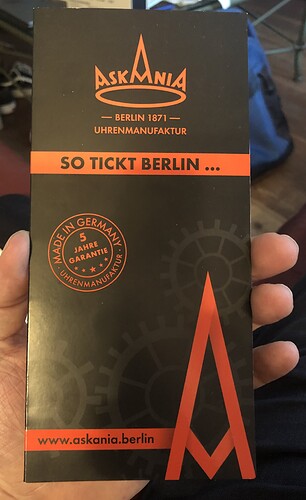 ASKANIA
— BERLIN 1871 —
UHRENMANUFAKTUR
SO TICKT BERLIN ...
MADE IN GERMANY
5
JAHRE
GARANTIE
· UHRENMANUFAKTUR ·
www.askania.berlin